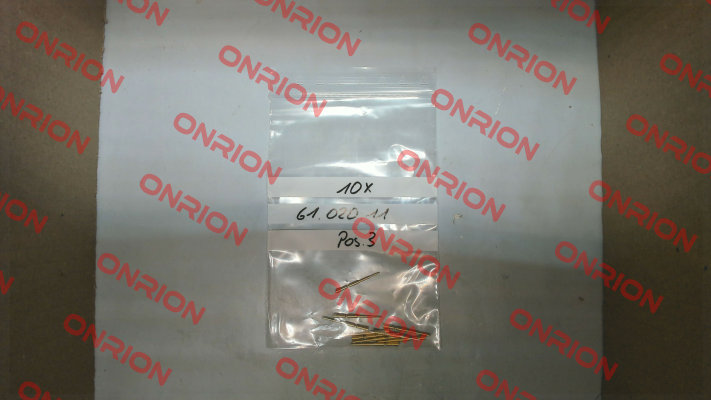 10x
61.020.11
Pos.3
ONRION